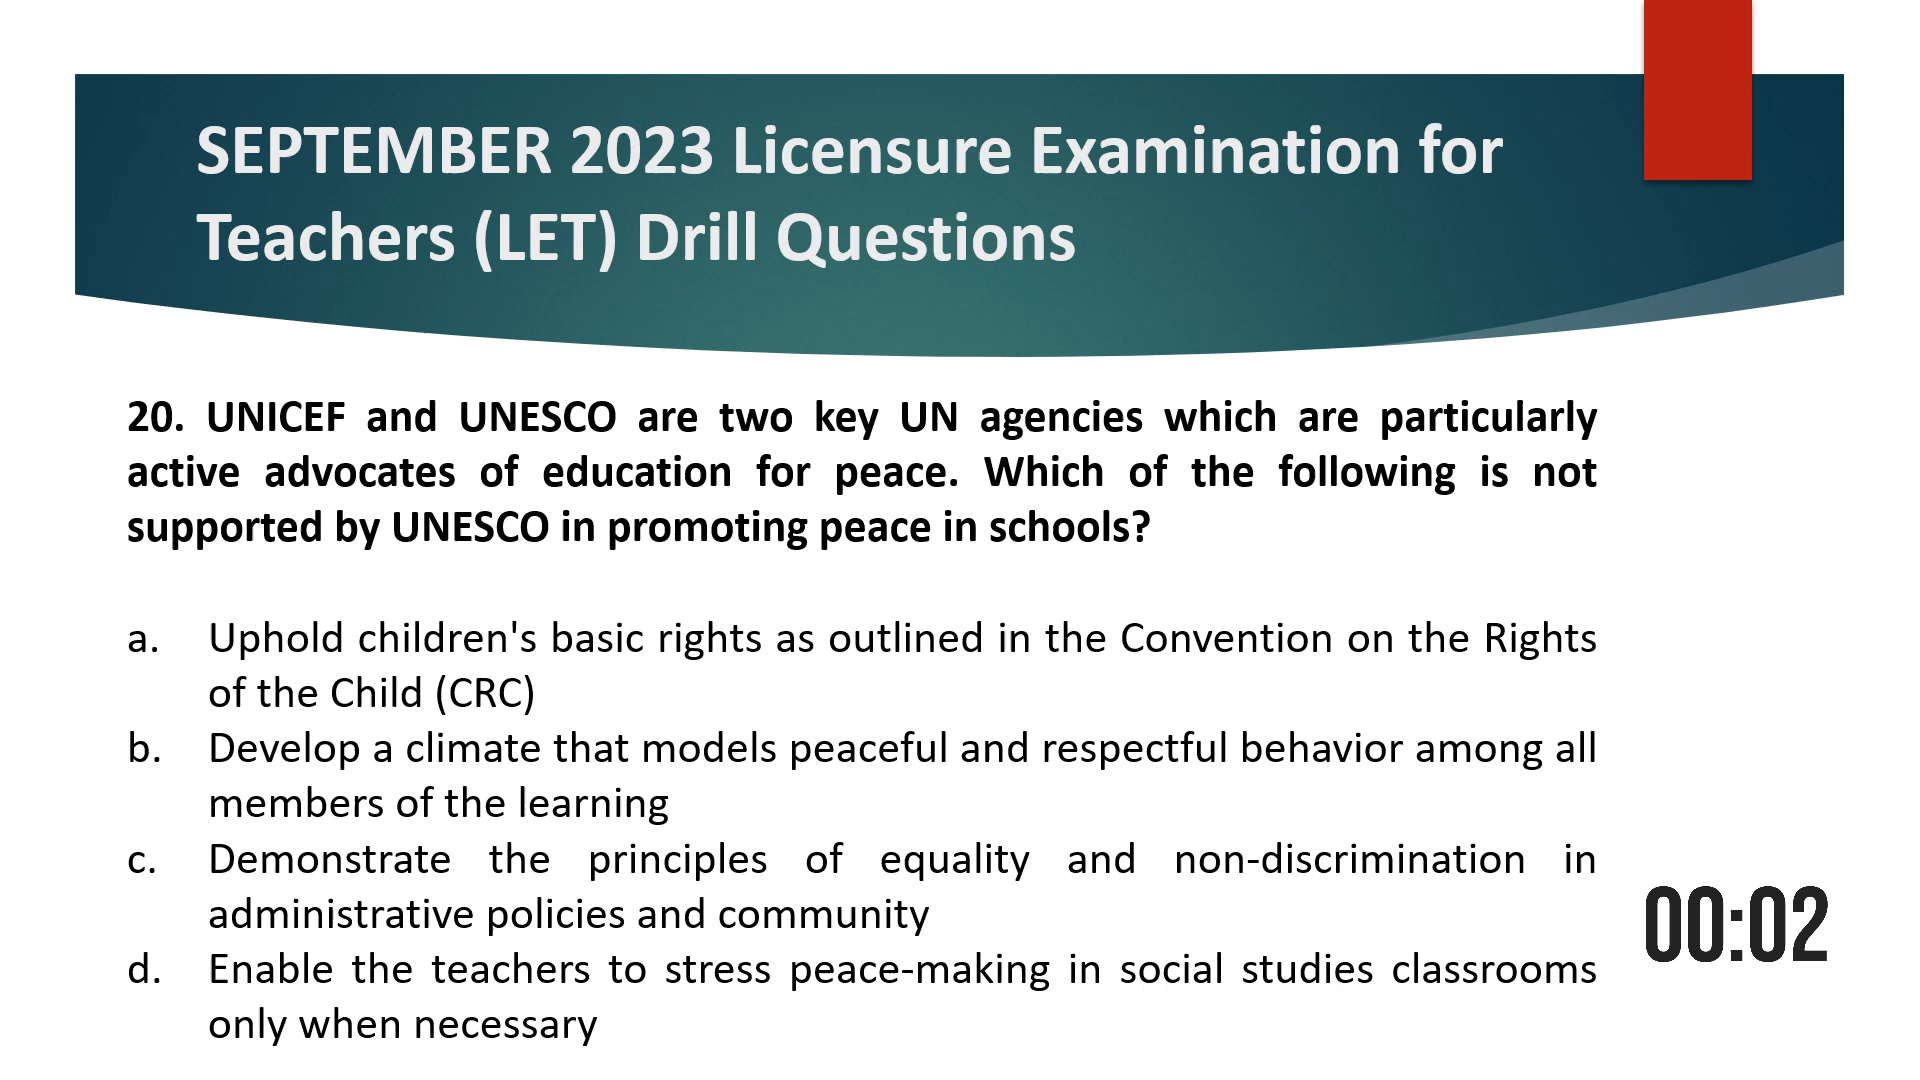 SEPTEMBER 2023 Licensure Examination for
Teachers (LET) Drill Questions
20. UNICEF and UNESCO are two key UN agencies which are particularly
active advocates of education for peace. Which of the following is not
supported by UNESCO in promoting peace in schools?
a. Uphold children's basic rights as outlined in the Convention on the Rights
of the Child (CRC)
b. Develop a climate that models peaceful and respectful behavior among all
members of the learning
c. Demonstrate the principles of equality and non-discrimination in
administrative policies and community
d. Enable the teachers to stress peace-making in social studies classrooms
only when necessary
00:02